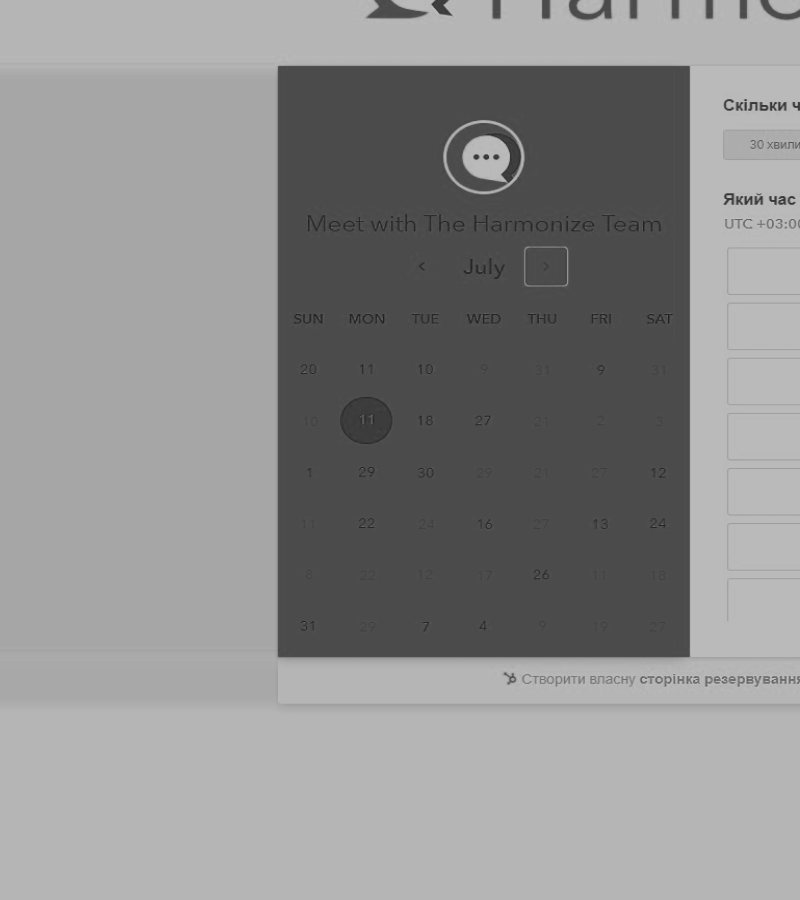 Harmo
Meet with The Harmonize Team
July
SUN MON TUE WED THU FRI SAT
20 11 10 9 31 9 31
10 11 18 27 21 2 3
1 29 30 29 21 27 12
11 22 24 16 27 13 24
8 22 12 17 26 11 18
31 29 7 4 9 19 27
Скільки ч
30 хвили
Який час
UTC +03:00
Створити власну сторінка резервування